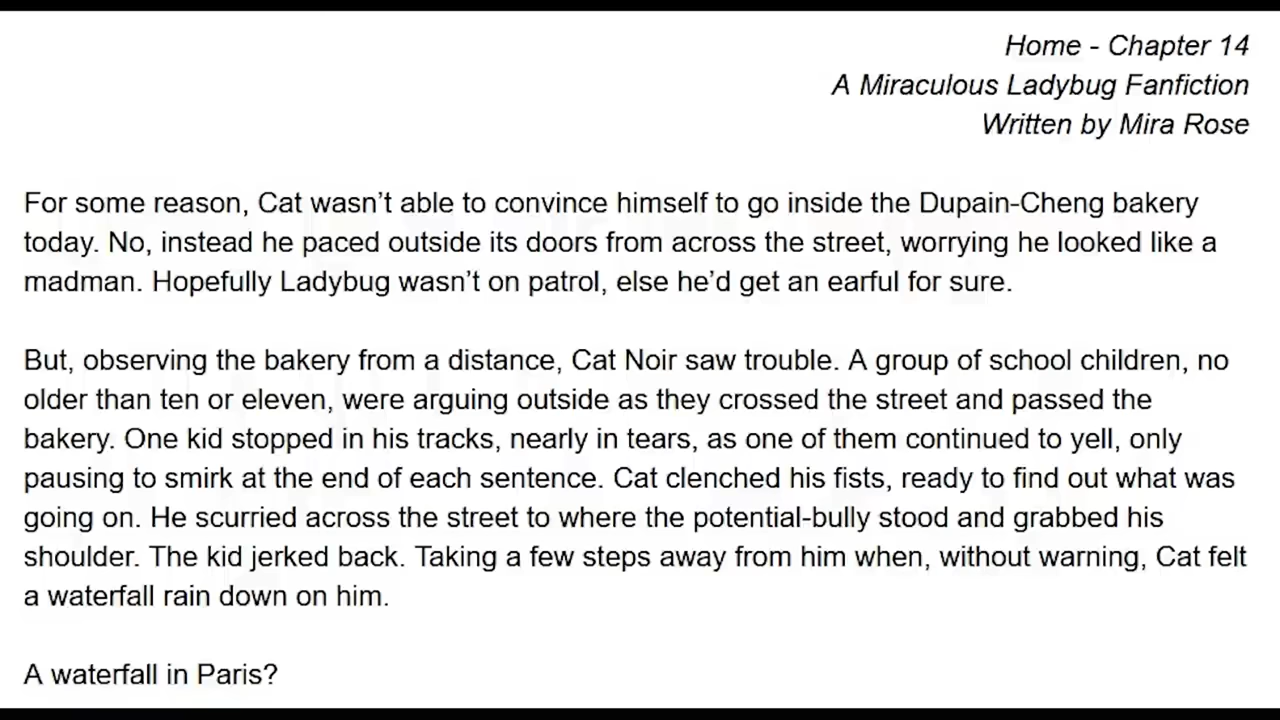 Home - Chapter 14
A Miraculous Ladybug Fanfiction
Written by Mira Rose
For some reason, Cat wasn’t able to convince himself to go inside the Dupain-Cheng bakery
today. No, instead he paced outside its doors from across the street, worrying he looked like a
madman. Hopefully Ladybug wasn’t on patrol, else he’d get an earful for sure.
But, observing the bakery from a distance, Cat Noir saw trouble. A group of school children, no
older than ten or eleven, were arguing outside as they crossed the street and passed the
bakery. One kid stopped in his tracks, nearly in tears, as one of them continued to yell, only
pausing to smirk at the end of each sentence. Cat clenched his fists, ready to find out what was
going on. He scurried across the street to where the potential-bully stood and grabbed his
shoulder. The kid jerked back. Taking a few steps away from him when, without warning, Cat felt
a waterfall rain down on him.
A waterfall in Paris?